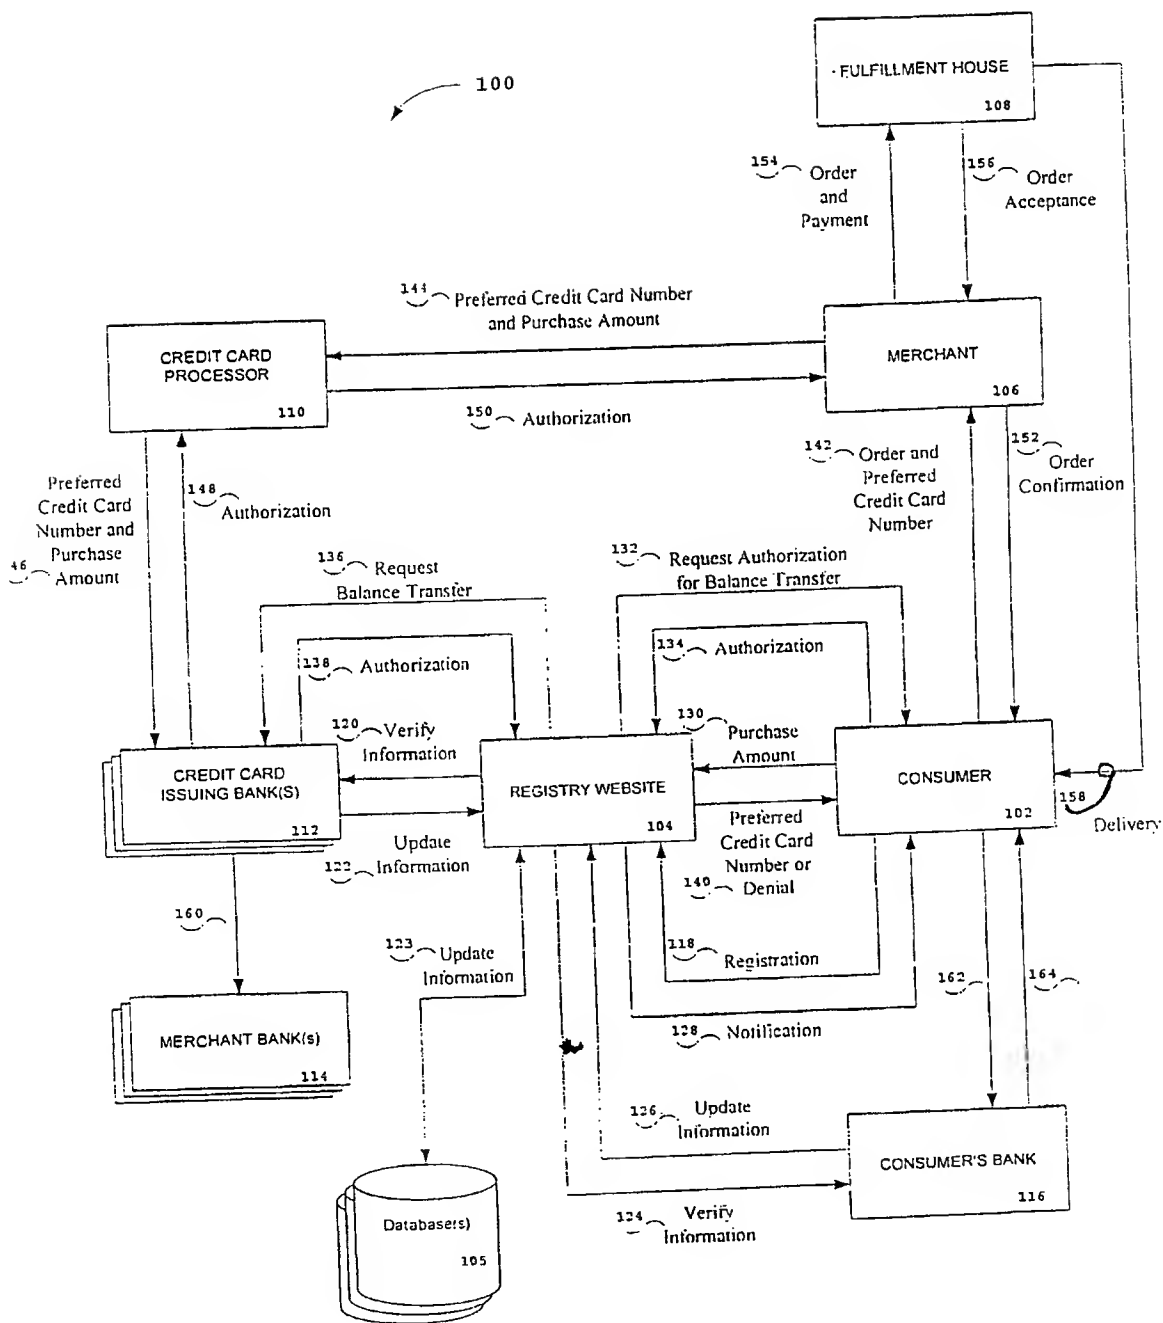 100
FULFILLMENT HOUSE
108
154 Order
and
Payment
156 Order
Acceptance
144 Preferred Credit Card Number
and Purchase Amount
CREDIT CARD
PROCESSOR
110
MERCHANT
106
150 Authorization
Preferred
Credit Card
Number and
Purchase
46 Amount
148 Authorization
142 Order and
Preferred
Credit Card
Number
152 Order
Confirmation
136 Request
Balance Transfer
132 Request Authorization
for Balance Transfer
138 Authorization
134 Authorization
120 Verify
Information
130 Purchase
Amount
CREDIT CARD
ISSUING BANK(S)
112
REGISTRY WEBSITE
104
CONSUMER
102
158
Delivery
122 Update
Information
Preferred
Credit Card
Number or
140 Denial
160
123 Update
Information
118 Registration
162
164
128 Notification
MERCHANT BANK(s)
114
126 Update
Information
CONSUMER'S BANK
116
124 Verify
Information
Database(s)
105